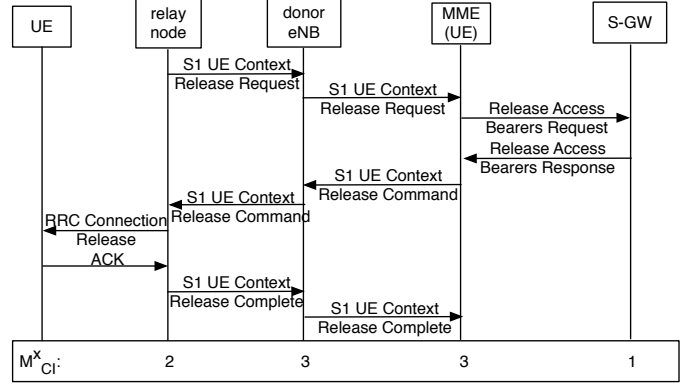 UE
relay
node
donor
eNB
MME
(UE)
S-GW
S1 UE Context
Release Request
S1 UE Context
Release Request
Release Access
Bearers Request
Release Access
Bearers Response
S1 UE Context
Release Command
S1 UE Context
Release Command
RRC Connection
Release
ACK
S1 UE Context
Release Complete
S1 UE Context
Release Complete
M^x_CI: 2 3 3 1